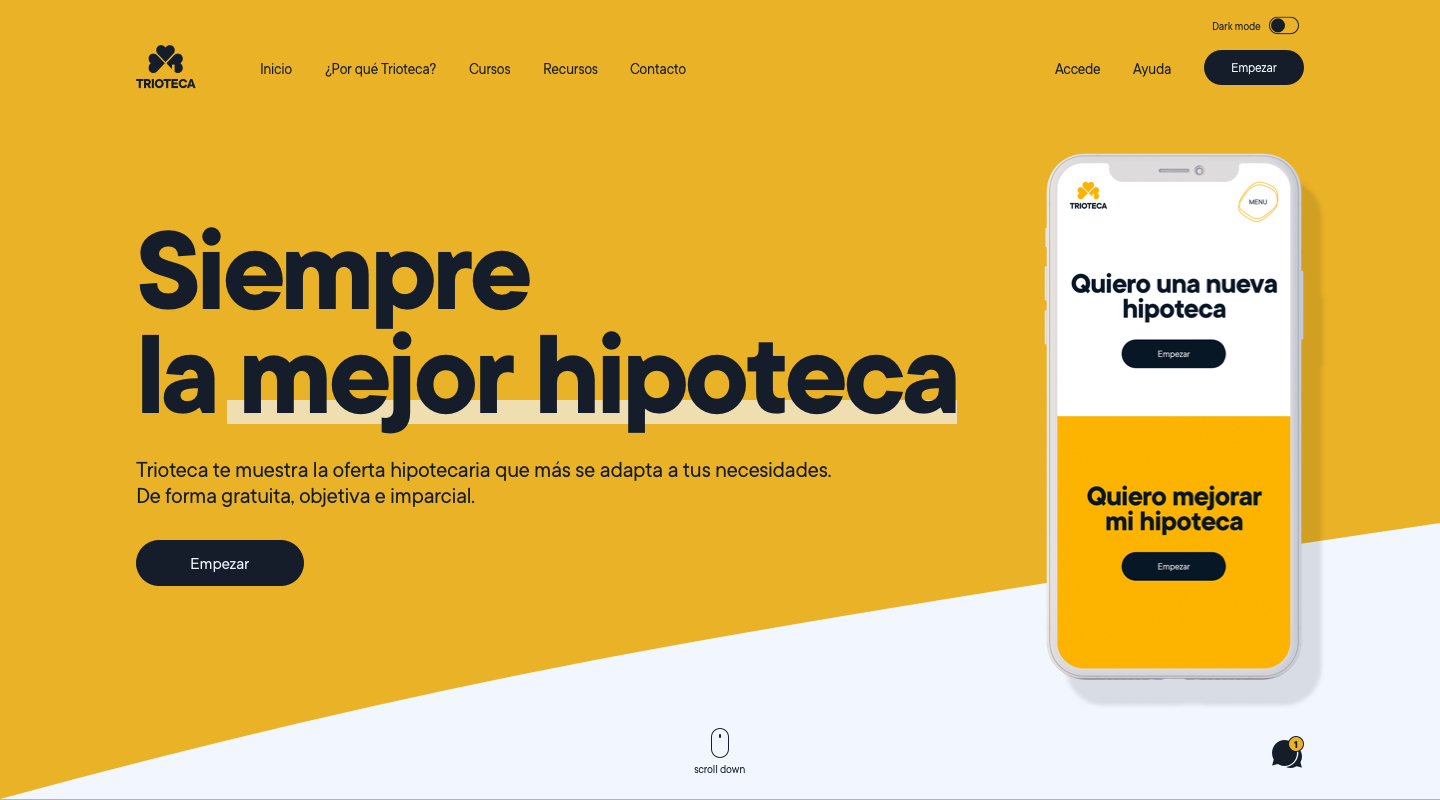 Dark mode
TRIOTECA
Inicio
¿Por qué Trioteca?
Cursos
Recursos
Contacto
Accede
Ayuda
Empezar
Siempre
la mejor hipoteca
Trioteca te muestra la oferta hipotecaria que más se adapta a tus necesidades.
De forma gratuita, objetiva e imparcial.
Empezar
TRIOTECA
MENU
Quiero una nueva
hipoteca
Empezar
Quiero mejorar
mi hipoteca
Empezar
scroll down
1